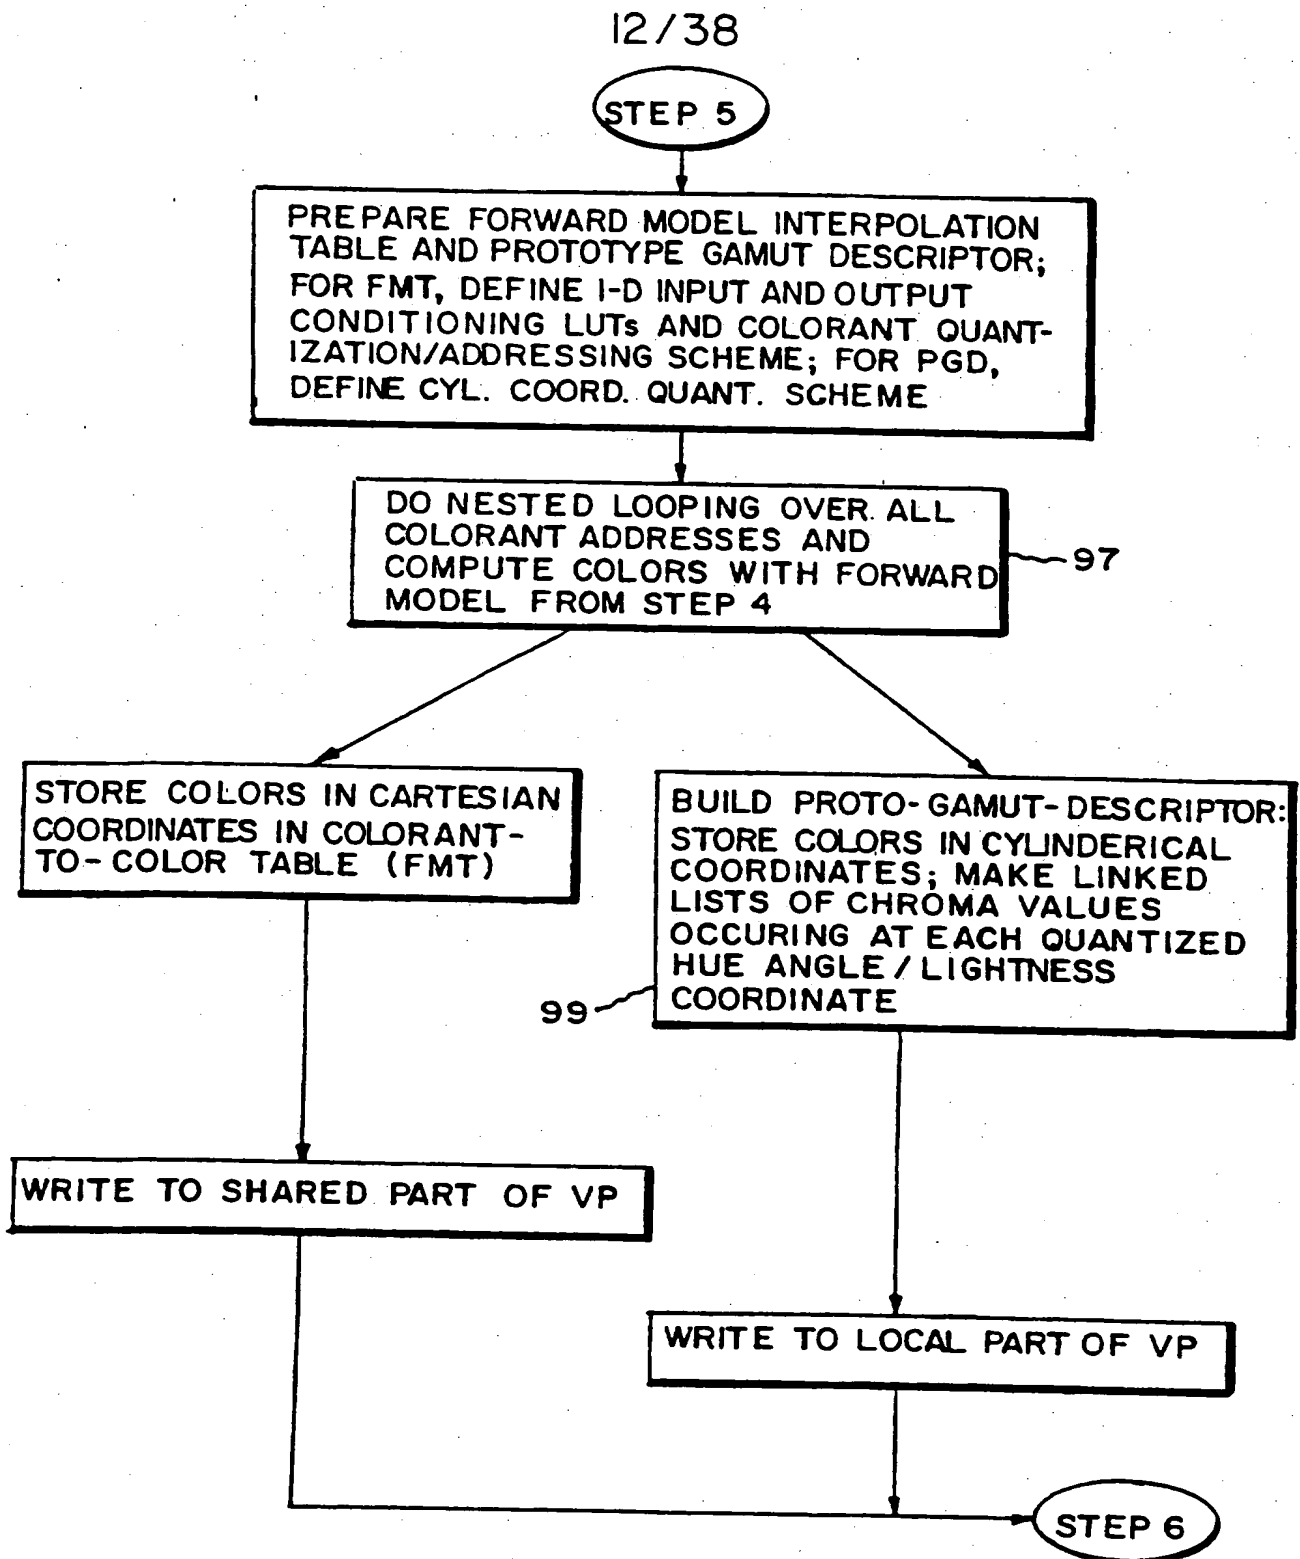 12/38
STEP 5
PREPARE FORWARD MODEL INTERPOLATION
TABLE AND PROTOTYPE GAMUT DESCRIPTOR;
FOR FMT, DEFINE I-D INPUT AND OUTPUT
CONDITIONING LUTs AND COLORANT QUANT-
IZATION/ADDRESSING SCHEME; FOR PGD,
DEFINE CYL. COORD. QUANT. SCHEME
DO NESTED LOOPING OVER ALL
COLORANT ADDRESSES AND
COMPUTE COLORS WITH FORWARD
MODEL FROM STEP 4
97
STORE COLORS IN CARTESIAN
COORDINATES IN COLORANT-
TO-COLOR TABLE (FMT)
BUILD PROTO-GAMUT-DESCRIPTOR:
STORE COLORS IN CYLINDERICAL
COORDINATES; MAKE LINKED
LISTS OF CHROMA VALUES
OCCURING AT EACH QUANTIZED
HUE ANGLE/LIGHTNESS
COORDINATE
99
WRITE TO SHARED PART OF VP
WRITE TO LOCAL PART OF VP
STEP 6